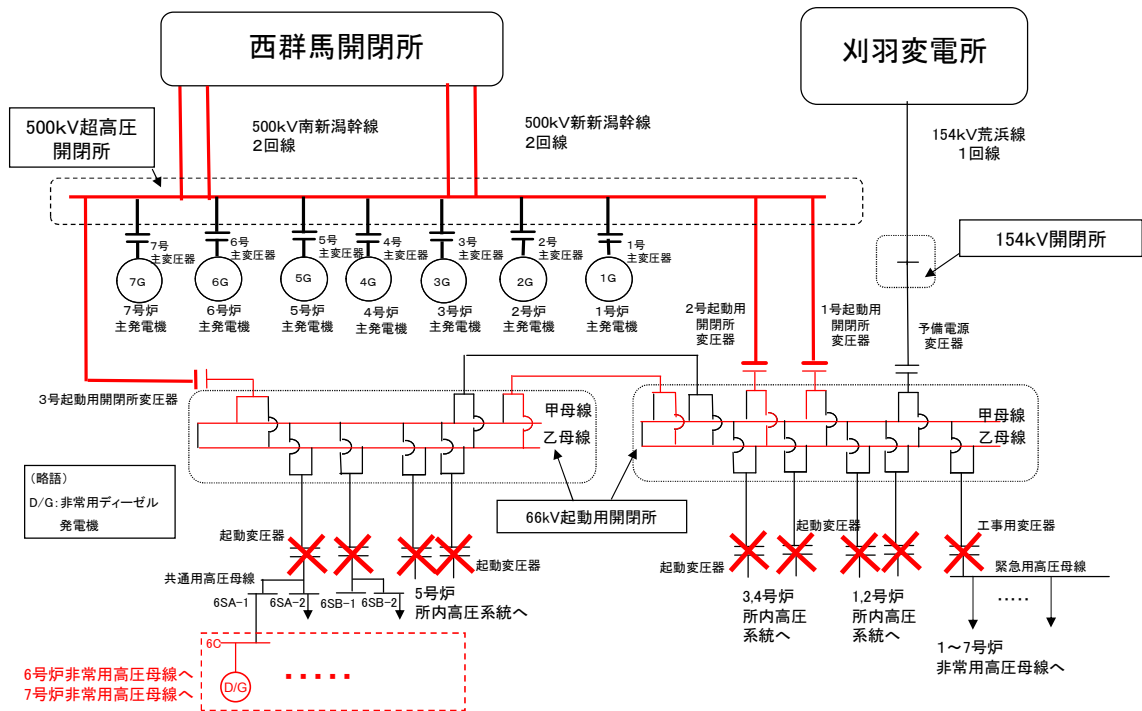 西群馬開閉所
刈羽変電所
500kV超高圧
開閉所
500kV南新潟幹線
2回線
500kV新新潟幹線
2回線
154kV荒浜線
1回線
154kV開閉所
7号
主変圧器
6号
主変圧器
5号
主変圧器
4号
主変圧器
3号
主変圧器
2号
主変圧器
1号
主変圧器
7G
6G
5G
4G
3G
2G
1G
7号炉
主発電機
6号炉
主発電機
5号炉
主発電機
4号炉
主発電機
3号炉
主発電機
2号炉
主発電機
1号炉
主発電機
2号起動用
開閉所
変圧器
1号起動用
開閉所
変圧器
予備電源
変圧器
3号起動用開閉所変圧器
甲母線
乙母線
甲母線
乙母線
(略語)
D/G:非常用ディーゼル
発電機
66kV起動用開閉所
起動変圧器
起動変圧器
起動変圧器
起動変圧器
工事用変圧器
共通用高圧母線
6SA-1
6SA-2
6SB-1
6SB-2
5号炉
所内高圧
系統へ
3,4号炉
所内高圧
系統へ
1,2号炉
所内高圧
系統へ
緊急用高圧母線
.....
1～7号炉
非常用高圧母線へ
6C
D/G
.....
6号炉非常用高圧母線へ
7号炉非常用高圧母線へ